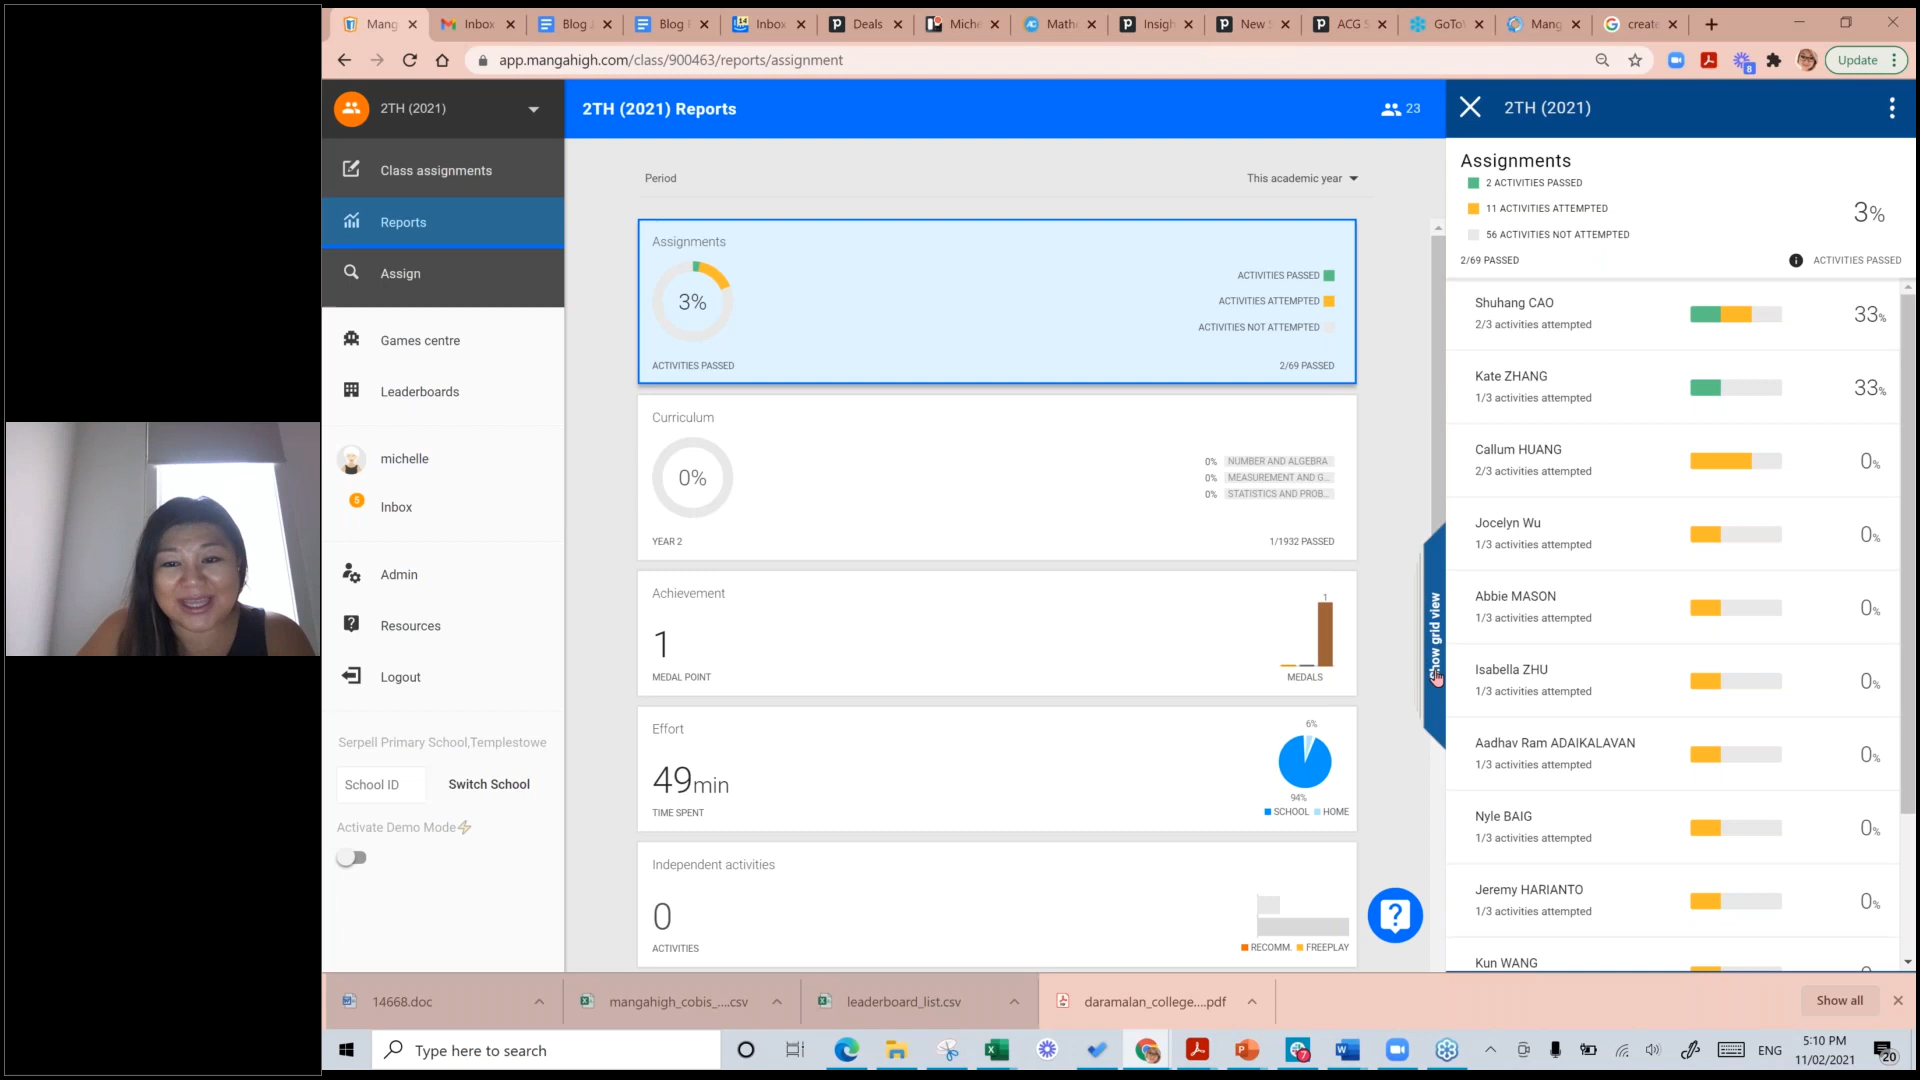 Mang
Inbox
Blog
Blog
Inbox
Deals
Miche
Math
Insigh
New
ACG S
GoTo
Mang
creat
app.mangahigh.com/class/900463/reports/assignment
Update
8
2TH (2021)
Class assignments
Reports
Assign
Games centre
Leaderboards
michelle
5
Inbox
Admin
Resources
Logout
Serpell Primary School,Templestowe
School ID
Switch School
Activate Demo Mode
2TH (2021) Reports
23
Period
This academic year
Assignments
3%
ACTIVITIES PASSED
ACTIVITIES ATTEMPTED
ACTIVITIES NOT ATTEMPTED
ACTIVITIES PASSED
2/69 PASSED
Curriculum
0%
0% NUMBER AND ALGEBRA
0% MEASUREMENT AND G...
0% STATISTICS AND PROB...
YEAR 2
1/1932 PASSED
Achievement
1
MEDAL POINT
1
MEDALS
Effort
49min
TIME SPENT
6%
94%
SCHOOL HOME
Independent activities
0
ACTIVITIES
RECOMM. FREEPLAY
Show grid view
2TH (2021)
Assignments
2 ACTIVITIES PASSED
11 ACTIVITIES ATTEMPTED
56 ACTIVITIES NOT ATTEMPTED
3%
2/69 PASSED
ACTIVITIES PASSED
Shuhang CAO
2/3 activities attempted
33%
Kate ZHANG
1/3 activities attempted
33%
Callum HUANG
2/3 activities attempted
0%
Jocelyn Wu
1/3 activities attempted
0%
Abbie MASON
1/3 activities attempted
0%
Isabella ZHU
1/3 activities attempted
0%
Aadhav Ram ADAIKALAVAN
1/3 activities attempted
0%
Nyle BAIG
1/3 activities attempted
0%
Jeremy HARIANTO
1/3 activities attempted
0%
Kun WANG
14668.doc
mangahigh_cobis_....csv
leaderboard_list.csv
daramalan_college....pdf
Show all
Type here to search
7
ENG
5:10 PM
11/02/2021
20